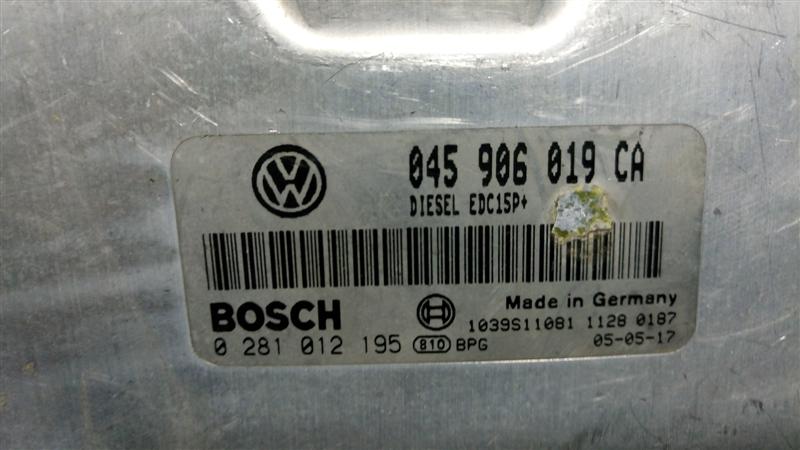 045 906 019 CA
DIESEL EDC15P+
BOSCH
Made in Germany
1039S11081 1128 0187
0 281 012 195 810 BPG
05-05-17